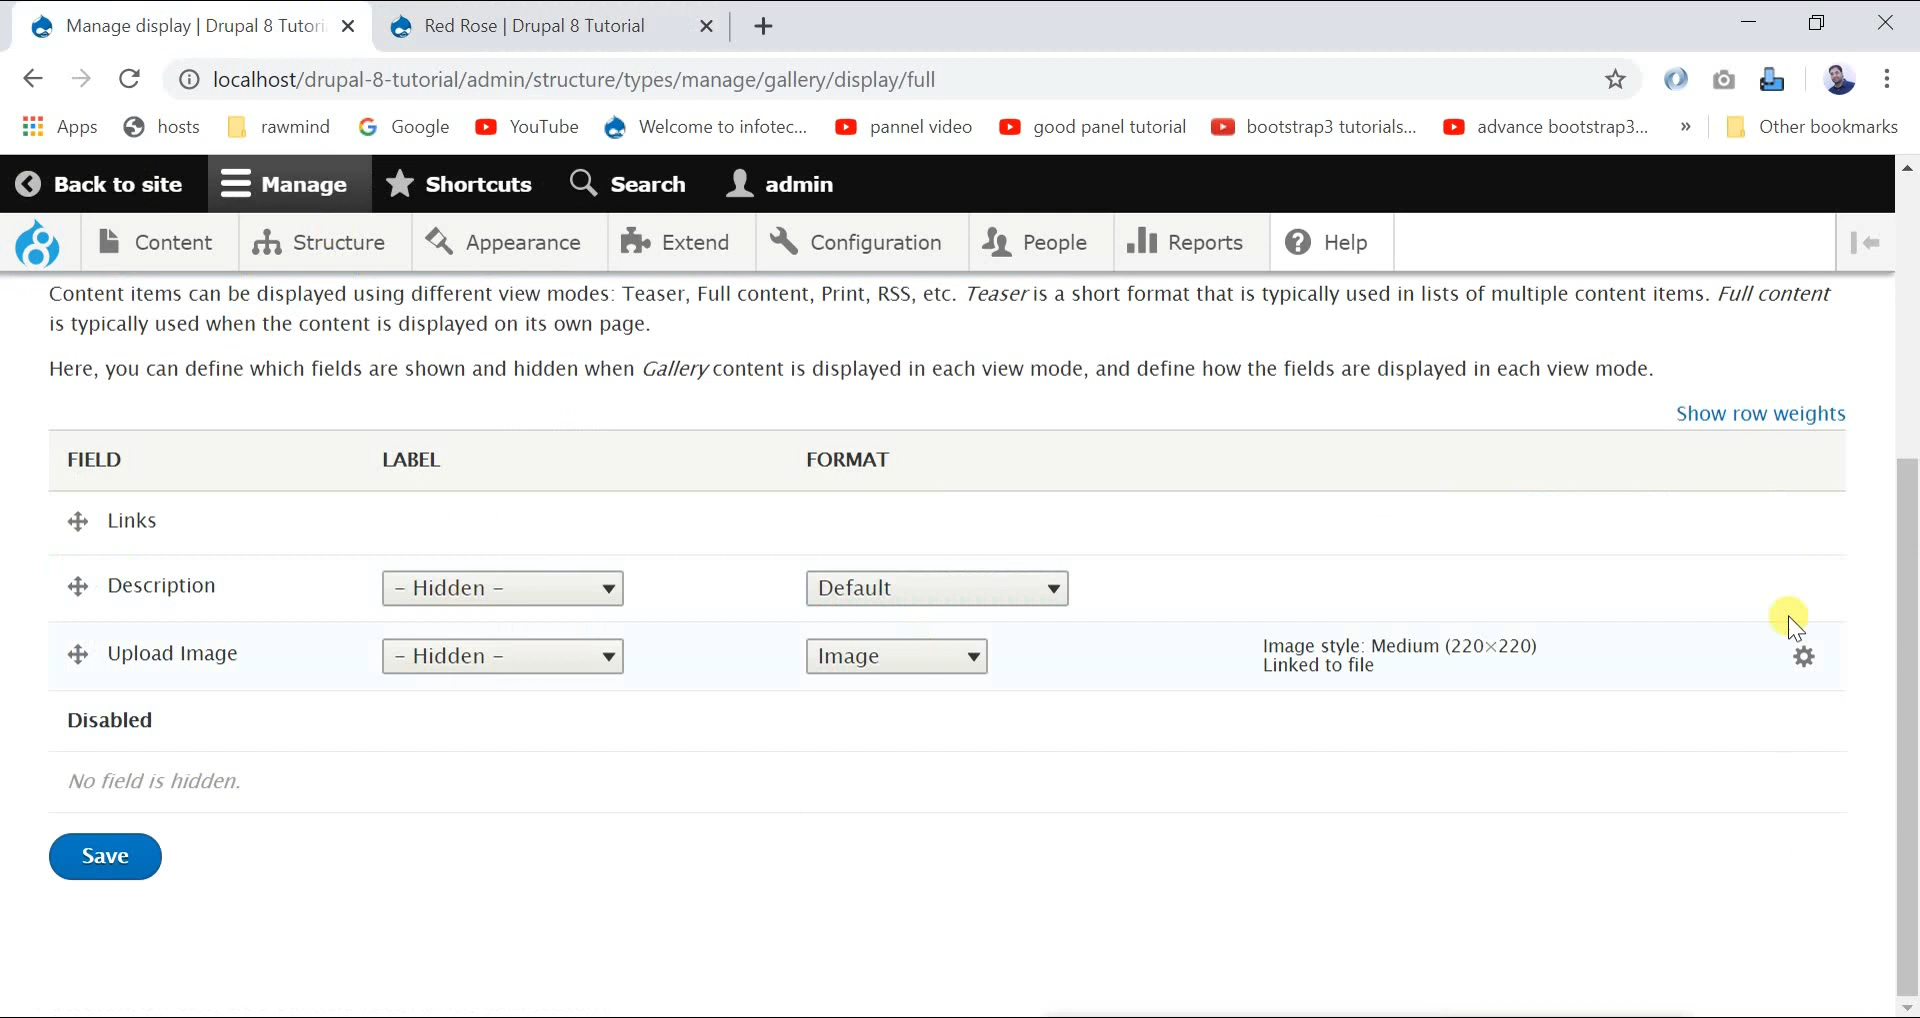 Manage display | Drupal 8 Tutori
Red Rose | Drupal 8 Tutorial
localhost/drupal-8-tutorial/admin/structure/types/manage/gallery/display/full
Apps hosts rawmind Google YouTube Welcome to infotec... pannel video good panel tutorial bootstrap3 tutorials... advance bootstrap3... » Other bookmarks
Back to site Manage Shortcuts Search admin
Content Structure Appearance Extend Configuration People Reports Help
Content items can be displayed using different view modes: Teaser, Full content, Print, RSS, etc. Teaser is a short format that is typically used in lists of multiple content items. Full content
is typically used when the content is displayed on its own page.
Here, you can define which fields are shown and hidden when Gallery content is displayed in each view mode, and define how the fields are displayed in each view mode.
Show row weights
FIELD LABEL FORMAT
Links
Description - Hidden - Default
Upload Image - Hidden - Image Image style: Medium (220×220)
Linked to file
Disabled
No field is hidden.
Save